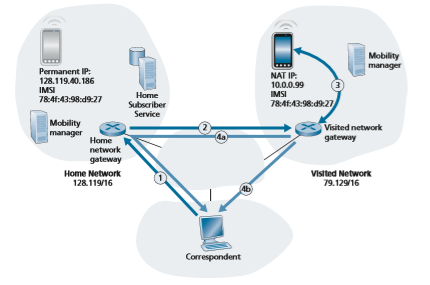 Permanent IP:
128.119.40.186
IMSI
78:4f:43:98:d9:27
Home
Subscriber
Service
Mobility
manager
Home
network
gateway
Home Network
128.119/16
NAT IP:
10.0.0.99
IMSI
78:4f:43:98:d9:27
Mobility
manager
3
2
4a
Visited network
gateway
Visited Network
79.129/16
1
4b
Correspondent